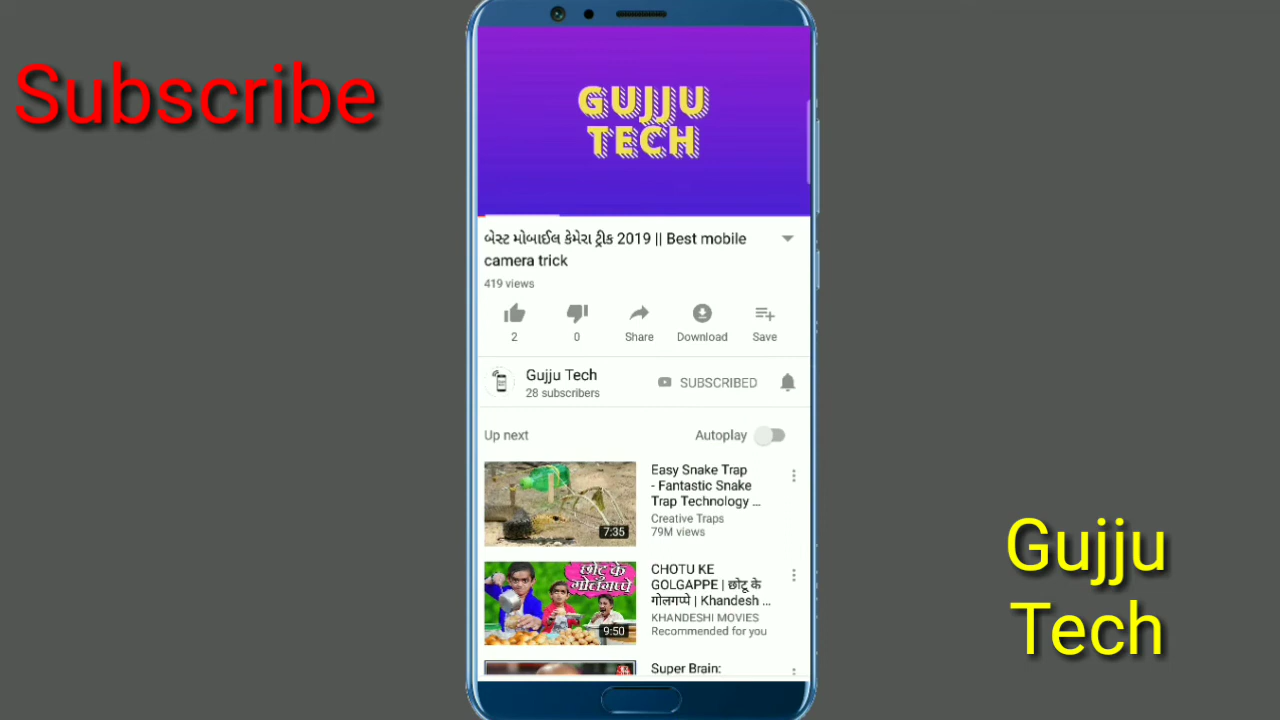 Subscribe
GUJJU
TECH
બેસ્ટ મોબાઈલ કેમેરા ટ્રીક 2019 || Best mobile
camera trick
419 views
2
0
Share
Download
Save
Gujju Tech
28 subscribers
SUBSCRIBED
Up next
Autoplay
Easy Snake Trap
- Fantastic Snake
Trap Technology ...
Creative Traps
79M views
7:35
छोटु के
गोलगप्पे
CHOTU KE
GOLGAPPE | छोटू के
गोलगप्पे | Khandesh ...
KHANDESHI MOVIES
Recommended for you
9:50
Super Brain:
Gujju
Tech